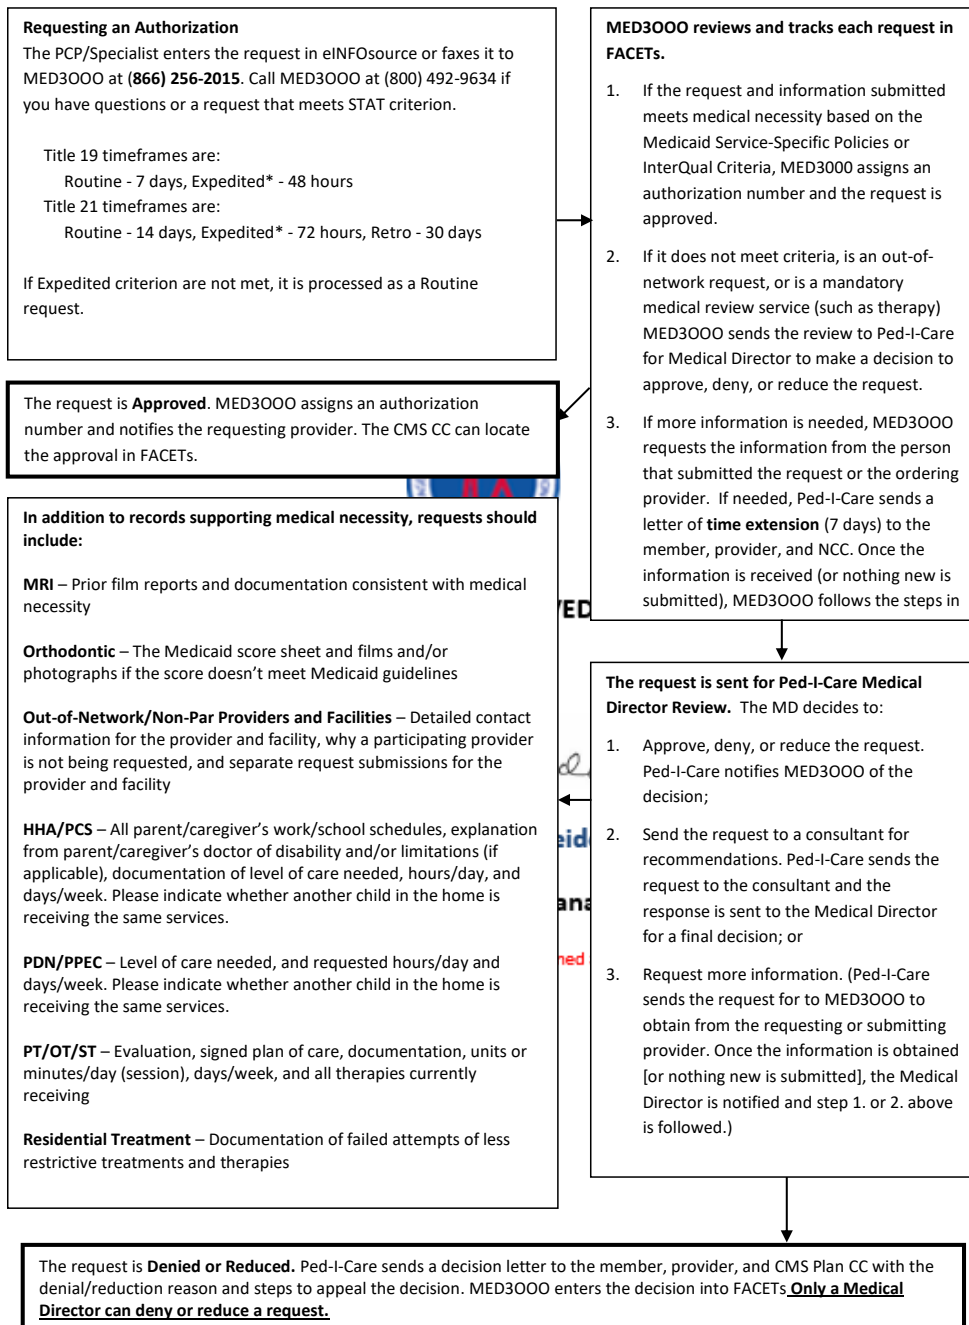 Requesting an Authorization
The PCP/Specialist enters the request in eINFOsource or faxes it to
MED3OOO at (866) 256-2015. Call MED3OOO at (800) 492-9634 if
you have questions or a request that meets STAT criterion.
Title 19 timeframes are:
Routine - 7 days, Expedited* - 48 hours
Title 21 timeframes are:
Routine - 14 days, Expedited* - 72 hours, Retro - 30 days
If Expedited criterion are not met, it is processed as a Routine
request.
MED3OOO reviews and tracks each request in
FACETs.
1. If the request and information submitted
meets medical necessity based on the
Medicaid Service-Specific Policies or
InterQual Criteria, MED3000 assigns an
authorization number and the request is
approved.
2. If it does not meet criteria, is an out-of-
network request, or is a mandatory
medical review service (such as therapy)
MED3OOO sends the review to Ped-I-Care
for Medical Director to make a decision to
approve, deny, or reduce the request.
3. If more information is needed, MED3OOO
requests the information from the person
that submitted the request or the ordering
provider. If needed, Ped-I-Care sends a
letter of time extension (7 days) to the
member, provider, and NCC. Once the
information is received (or nothing new is
submitted), MED3OOO follows the steps in
The request is Approved. MED3OOO assigns an authorization
number and notifies the requesting provider. The CMS CC can locate
the approval in FACETs.
In addition to records supporting medical necessity, requests should
include:
MRI – Prior film reports and documentation consistent with medical
necessity
Orthodontic – The Medicaid score sheet and films and/or
photographs if the score doesn't meet Medicaid guidelines
Out-of-Network/Non-Par Providers and Facilities – Detailed contact
information for the provider and facility, why a participating provider
is not being requested, and separate request submissions for the
provider and facility
HHA/PCS – All parent/caregiver's work/school schedules, explanation
from parent/caregiver's doctor of disability and/or limitations (if
applicable), documentation of level of care needed, hours/day, and
days/week. Please indicate whether another child in the home is
receiving the same services.
PDN/PPEC – Level of care needed, and requested hours/day and
days/week. Please indicate whether another child in the home is
receiving the same services.
PT/OT/ST – Evaluation, signed plan of care, documentation, units or
minutes/day (session), days/week, and all therapies currently
receiving
Residential Treatment – Documentation of failed attempts of less
restrictive treatments and therapies
The request is sent for Ped-I-Care Medical
Director Review. The MD decides to:
1. Approve, deny, or reduce the request.
Ped-I-Care notifies MED3OOO of the
decision;
2. Send the request to a consultant for
recommendations. Ped-I-Care sends the
request to the consultant and the
response is sent to the Medical Director
for a final decision; or
3. Request more information. (Ped-I-Care
sends the request for to MED3OOO to
obtain from the requesting or submitting
provider. Once the information is obtained
[or nothing new is submitted], the Medical
Director is notified and step 1. or 2. above
is followed.)
The request is Denied or Reduced. Ped-I-Care sends a decision letter to the member, provider, and CMS Plan CC with the
denial/reduction reason and steps to appeal the decision. MED3OOO enters the decision into FACETs Only a Medical
Director can deny or reduce a request.